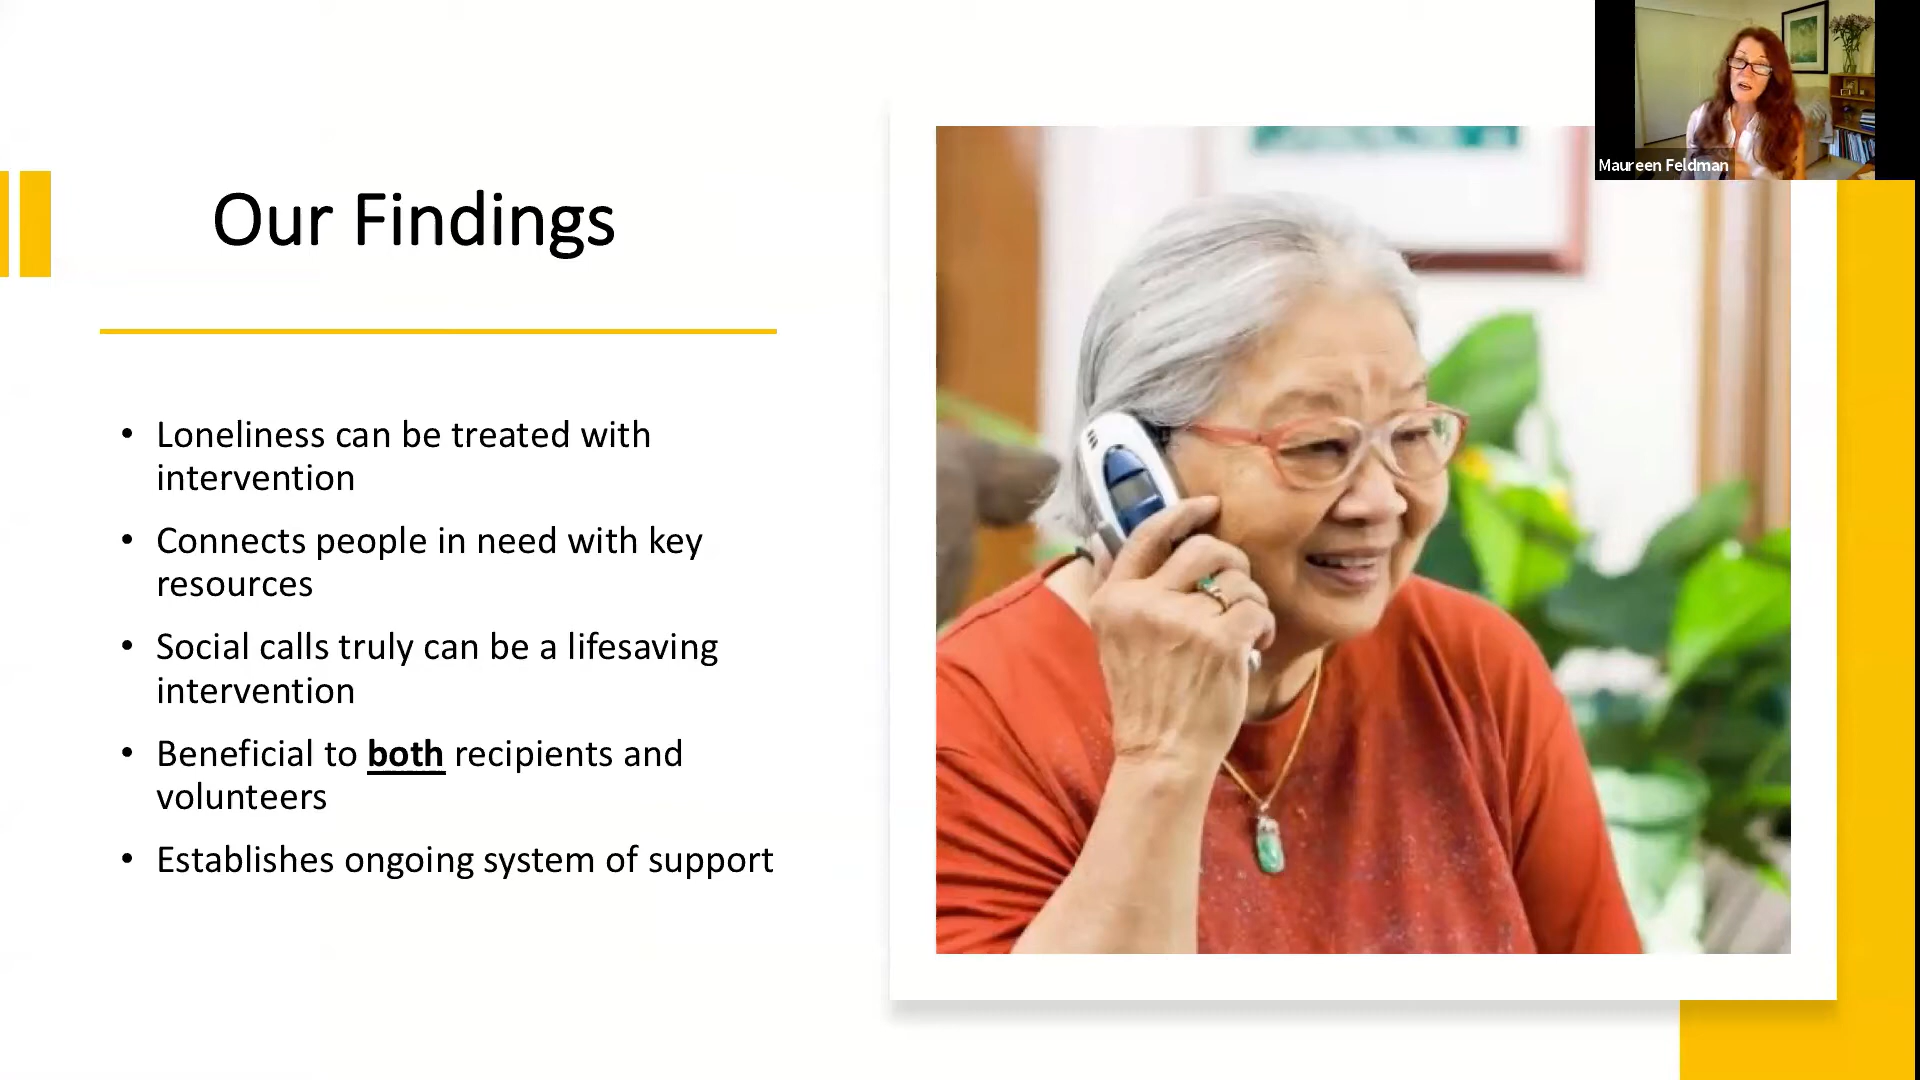 Our Findings
• Loneliness can be treated with
intervention
• Connects people in need with key
resources
• Social calls truly can be a lifesaving
intervention
• Beneficial to both recipients and
volunteers
• Establishes ongoing system of support
Maureen Feldman